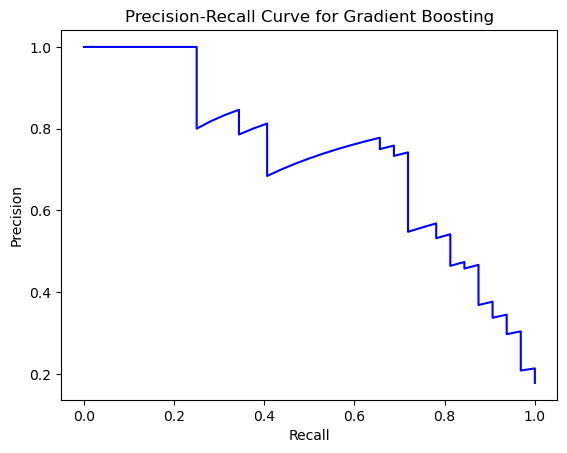 Precision-Recall Curve for Gradient Boosting
1.0
0.8
0.6
0.4
0.2
Precision
0.0 0.2 0.4 0.6 0.8 1.0
Recall